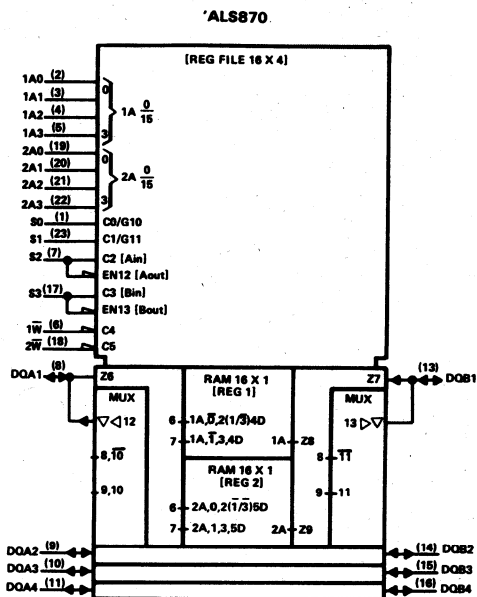 'ALS870
[REG FILE 16 X 4]
1A0 (2)
1A1 (3)
1A2 (4)
1A3 (5)
0
3
1A 0/15
2A0 (19)
2A1 (20)
2A2 (21)
2A3 (22)
0
3
2A 0/15
S0 (1) C0/G10
S1 (23) C1/G11
S2 (7) C2 [Ain]
EN12 [Aout]
S3 (17) C3 [Bin]
EN13 [Bout]
1W̅ (6) C4
2W̅ (18) C5
DQA1 (8) Z6
RAM 16 X 1
[REG 1]
Z7 (13) DQB1
MUX
MUX
▽◁ 12
6 1A,0̅,2(1/3̅)4D
7 1A,1̅,3,4D
1A Z8
13 ▷▽
8,1̅0̅
9,10
RAM 16 X 1
[REG 2]
8 1̅1̅
9 11
6 2A,0,2(1̅/3̅)5D
7 2A,1,3,5D
2A Z9
DQA2 (9)
(14) DQB2
DQA3 (10)
(15) DQB3
DQA4 (11)
(16) DQB4